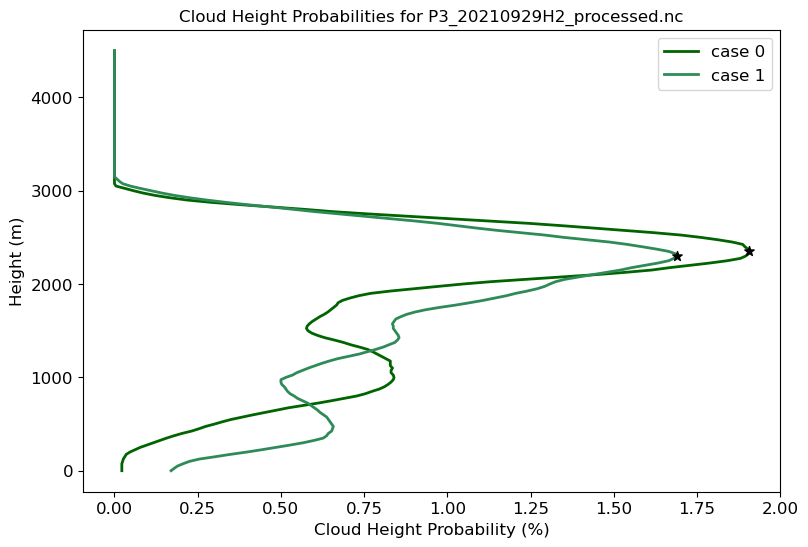 Cloud Height Probabilities for P3_20210929H2_processed.nc
case 0
case 1
Height (m)
4000
3000
2000
1000
0
0.00 0.25 0.50 0.75 1.00 1.25 1.50 1.75 2.00
Cloud Height Probability (%)